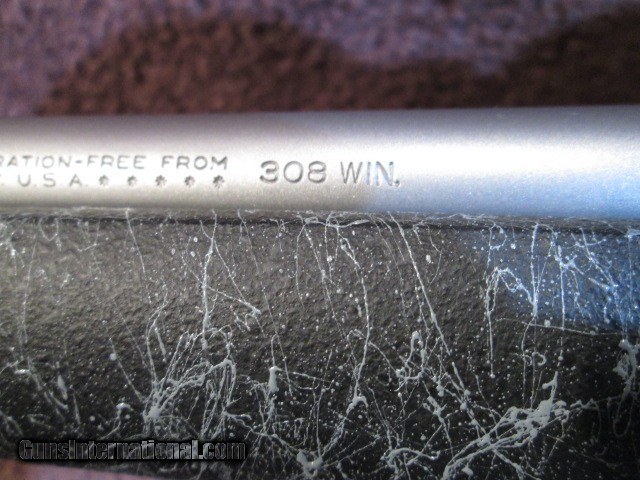 RATION-FREE FROM
U.S.A. * * * * *
308 WIN.
GunsInternational.com